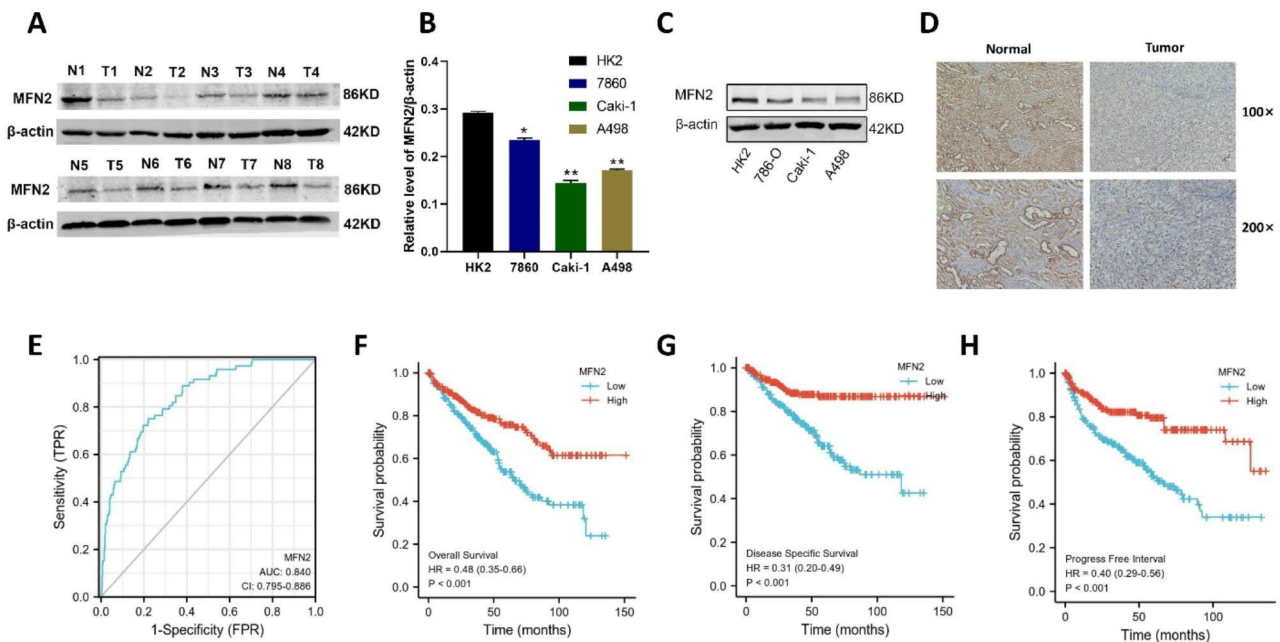 A
N1 T1 N2 T2 N3 T3 N4 T4
MFN2
86KD
β-actin
42KD
N5 T5 N6 T6 N7 T7 N8 T8
MFN2
86KD
β-actin
42KD
B
HK2
7860
Caki-1
A498
Relative level of MFN2/β-actin
0.4
0.3
0.2
0.1
0.0
*
**
**
HK2 7860 Caki-1 A498
C
MFN2
86KD
β-actin
42KD
HK2
786-O
Caki-1
A498
D
Normal Tumor
100×
200×
E
Sensitivity (TPR)
1.0
0.8
0.6
0.4
0.2
0.0
MFN2
AUC: 0.840
CI: 0.795-0.886
0.0 0.2 0.4 0.6 0.8 1.0
1-Specificity (FPR)
F
MFN2
Low
High
Survival probability
1.0
0.8
0.6
0.4
0.2
0.0
Overall Survival
HR = 0.48 (0.35-0.66)
P < 0.001
0 50 100 150
Time (months)
G
MFN2
Low
High
Survival probability
1.0
0.8
0.6
0.4
0.2
0.0
Disease Specific Survival
HR = 0.31 (0.20-0.49)
P < 0.001
0 50 100 150
Time (months)
H
MFN2
Low
High
Survival probability
1.0
0.8
0.6
0.4
0.2
0.0
Progress Free Interval
HR = 0.40 (0.29-0.56)
P < 0.001
0 50 100
Time (months)